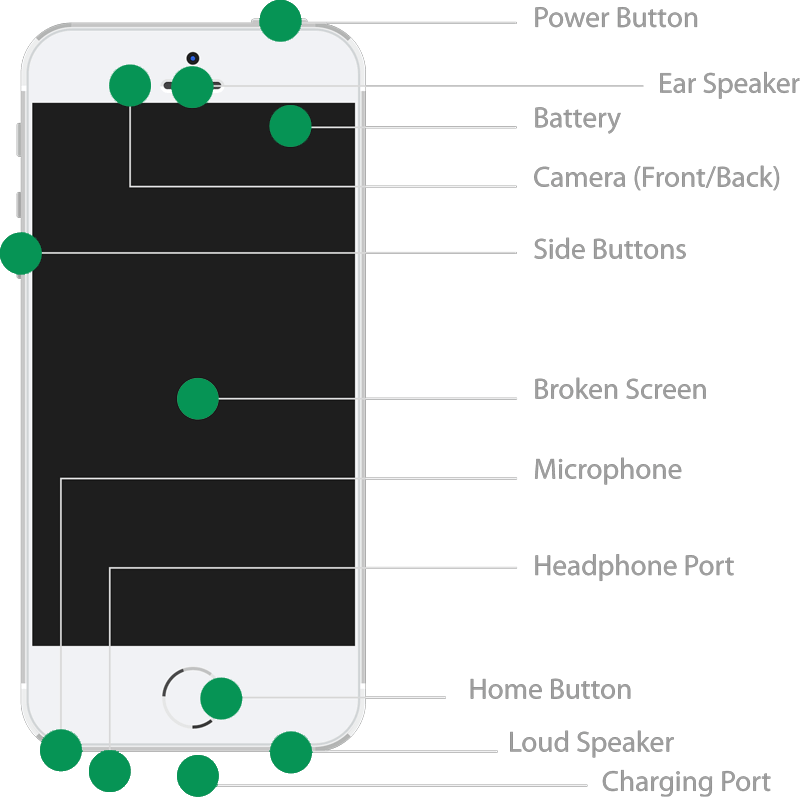 Power Button
Ear Speaker
Battery
Camera (Front/Back)
Side Buttons
Broken Screen
Microphone
Headphone Port
Home Button
Loud Speaker
Charging Port